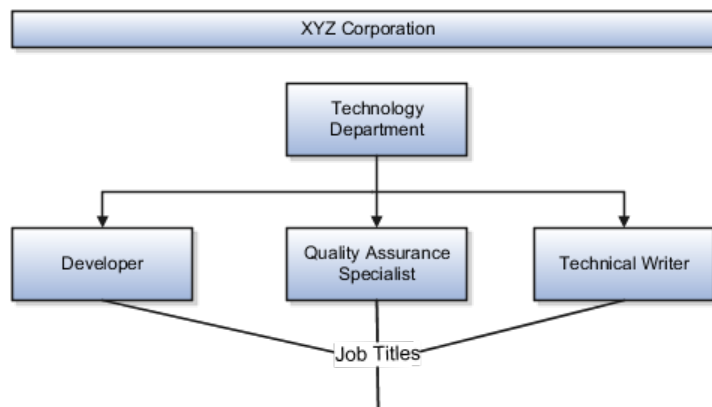 XYZ Corporation
Technology
Department
Developer
Quality Assurance
Specialist
Technical Writer
Job Titles